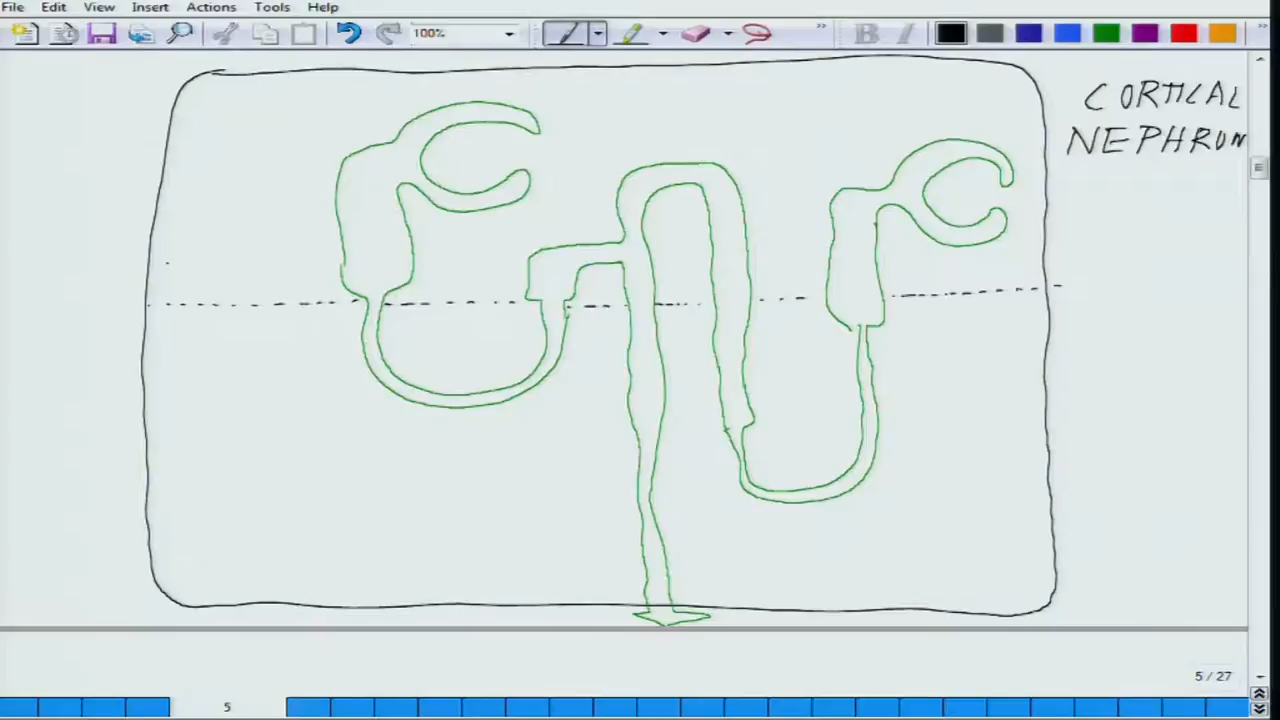 File Edit View Insert Actions Tools Help
100%
B I
CORTICAL
NEPHRON
5 / 27
5